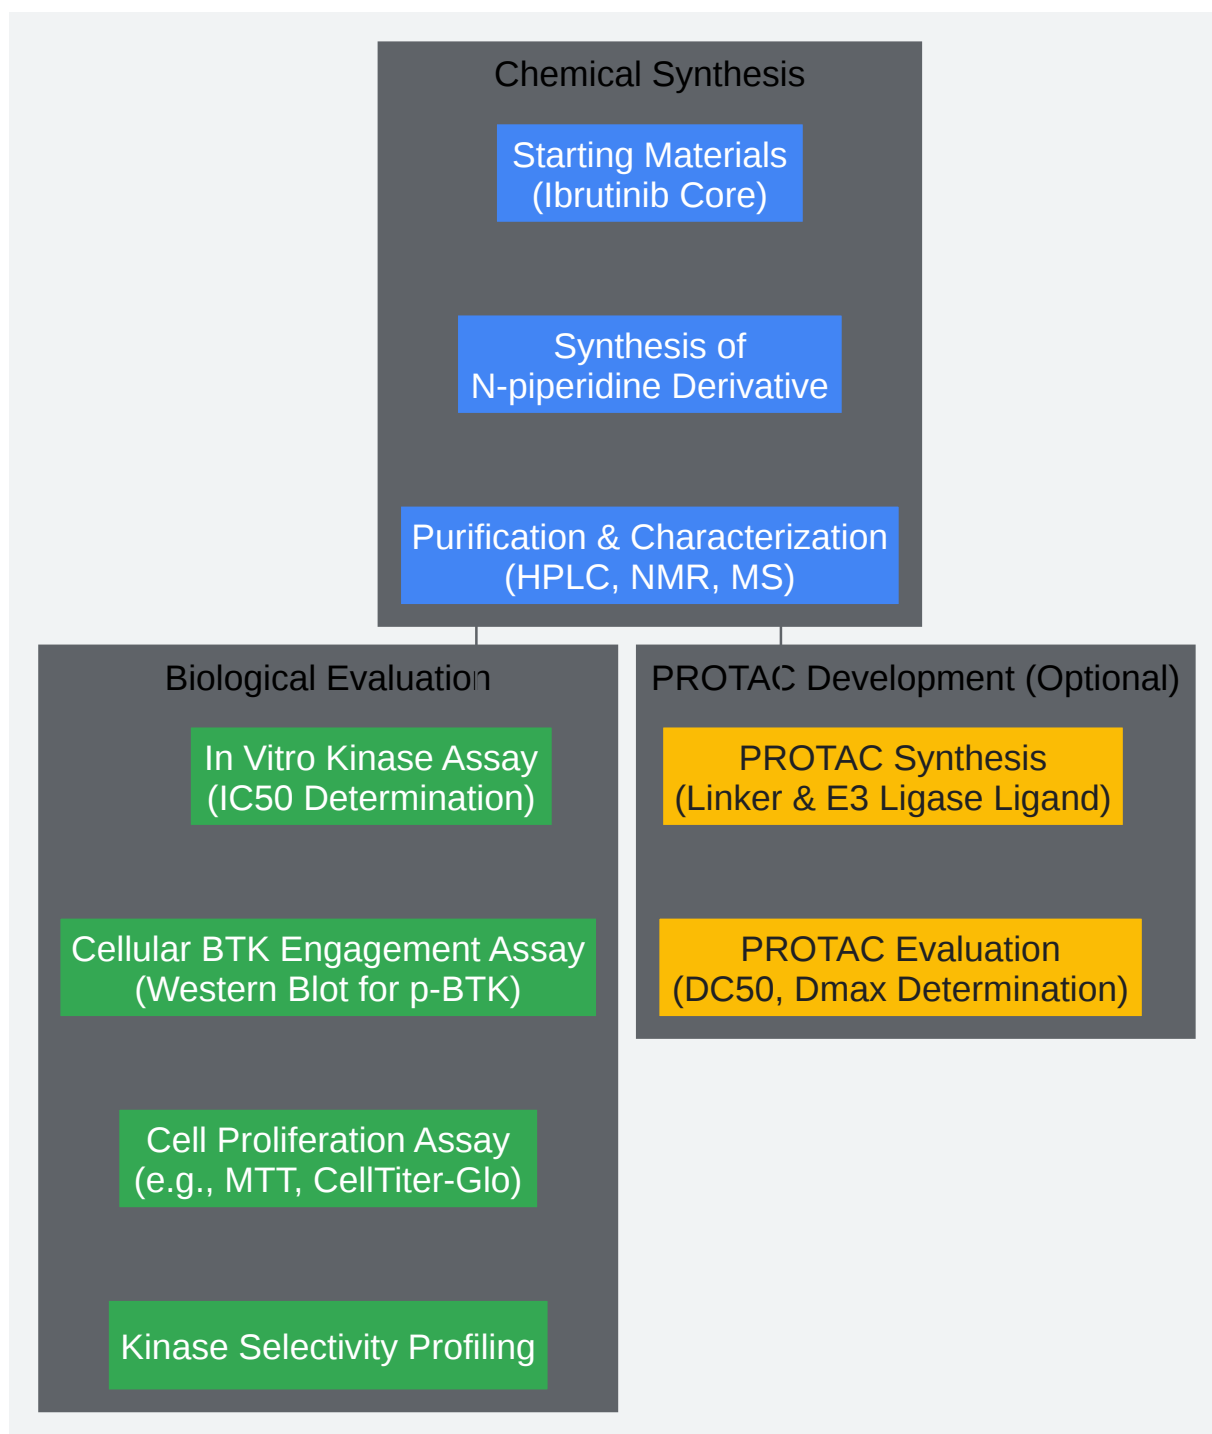 Chemical Synthesis
Starting Materials
(Ibrutinib Core)
Synthesis of
N-piperidine Derivative
Purification & Characterization
(HPLC, NMR, MS)
Biological Evaluation
In Vitro Kinase Assay
(IC50 Determination)
Cellular BTK Engagement Assay
(Western Blot for p-BTK)
Cell Proliferation Assay
(e.g., MTT, CellTiter-Glo)
Kinase Selectivity Profiling
PROTAC Development (Optional)
PROTAC Synthesis
(Linker & E3 Ligase Ligand)
PROTAC Evaluation
(DC50, Dmax Determination)